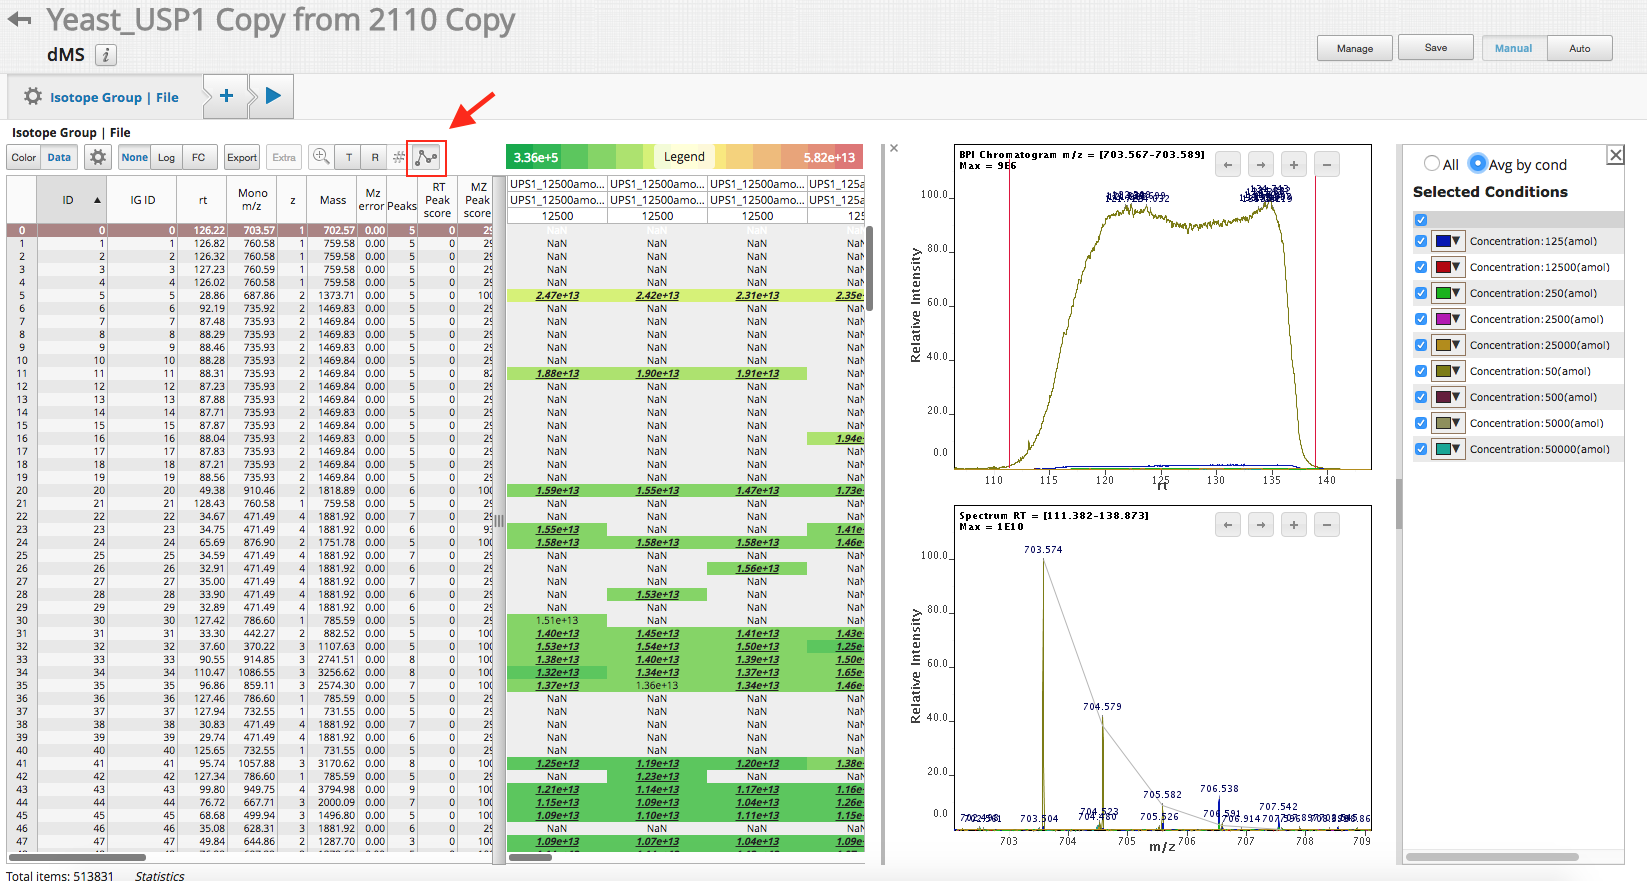 Yeast_USP1 Copy from 2110 Copy
dMS i
Manage Save Manual Auto
Isotope Group | File +
Isotope Group | File
Color Data None Log FC Export Extra T R #
3.36e+5 Legend 5.82e+13
ID IG ID rt Mono m/z z Mass Mz error Peaks RT Peak score MZ Peak score
UPS1_12500amo... UPS1_12500amo... UPS1_12500amo... UPS1_125a
UPS1_12500amo... UPS1_12500amo... UPS1_12500amo... UPS1_125a
12500 12500 12500 125
0 0 0 126.22 703.57 1 702.57 0.00 5 0 29 NaN NaN NaN NaN
1 1 1 126.82 760.58 1 759.58 0.00 5 0 29 NaN NaN NaN NaN
2 2 2 126.32 760.58 1 759.58 0.00 5 0 29 NaN NaN NaN NaN
3 3 3 127.23 760.59 1 759.58 0.00 5 0 29 NaN NaN NaN NaN
4 4 4 126.02 760.58 1 759.58 0.00 5 0 29 NaN NaN NaN NaN
5 5 5 28.86 687.86 2 1373.71 0.00 5 0 100 2.47e+13 2.42e+13 2.31e+13 2.35e-
6 6 6 92.19 735.92 2 1469.83 0.00 5 0 29 NaN NaN NaN NaN
7 7 7 87.48 735.93 2 1469.84 0.00 5 0 29 NaN NaN NaN NaN
8 8 8 88.29 735.93 2 1469.83 0.00 5 0 29 NaN NaN NaN NaN
9 9 9 88.46 735.93 2 1469.84 0.00 5 0 29 NaN NaN NaN NaN
10 10 10 88.28 735.93 2 1469.84 0.00 5 0 29 NaN NaN NaN NaN
11 11 11 88.31 735.93 2 1469.84 0.00 5 0 82 1.88e+13 1.90e+13 1.91e+13 NaN
12 12 12 87.23 735.93 2 1469.84 0.00 5 0 29 NaN NaN NaN NaN
13 13 13 87.88 735.93 2 1469.84 0.00 5 0 29 NaN NaN NaN NaN
14 14 14 87.71 735.93 2 1469.83 0.00 5 0 29 NaN NaN NaN NaN
15 15 15 87.87 735.93 2 1469.84 0.00 5 0 29 NaN NaN NaN NaN
16 16 16 88.04 735.93 2 1469.83 0.00 5 0 29 NaN NaN NaN 1.94e-
17 17 17 87.83 735.93 2 1469.84 0.00 5 0 29 NaN NaN NaN NaN
18 18 18 87.21 735.93 2 1469.84 0.00 5 0 29 NaN NaN NaN NaN
19 19 19 88.56 735.93 2 1469.84 0.00 5 0 29 NaN NaN NaN NaN
20 20 20 49.38 910.46 2 1818.89 0.00 6 0 100 1.59e+13 1.55e+13 1.47e+13 1.73e-
21 21 21 128.43 760.58 1 759.58 0.00 5 0 29 NaN NaN NaN NaN
22 22 22 34.67 471.49 4 1881.92 0.00 7 0 29 NaN NaN NaN NaN
23 23 23 34.75 471.49 4 1881.92 0.00 6 0 93 1.55e+13 NaN NaN 1.41e-
24 24 24 65.69 876.90 2 1751.78 0.00 5 0 100 1.58e+13 1.58e+13 1.58e+13 1.46e-
25 25 25 34.59 471.49 4 1881.92 0.00 7 0 29 NaN NaN NaN NaN
26 26 26 32.91 471.49 4 1881.92 0.00 6 0 29 NaN NaN 1.56e+13 NaN
27 27 27 35.00 471.49 4 1881.92 0.00 7 0 29 NaN NaN NaN NaN
28 28 28 33.90 471.49 4 1881.92 0.00 6 0 29 NaN 1.53e+13 NaN NaN
29 29 29 32.89 471.49 4 1881.92 0.00 6 0 29 NaN NaN NaN NaN
30 30 30 127.42 786.60 1 785.59 0.00 5 0 29 1.51e+13 NaN NaN NaN
31 31 31 33.30 442.27 2 882.52 0.00 5 0 100 1.40e+13 1.45e+13 1.41e+13 1.43e-
32 32 32 37.60 370.22 3 1107.63 0.00 5 0 100 1.53e+13 1.54e+13 1.50e+13 1.25e-
33 33 33 90.55 914.85 3 2741.51 0.00 8 0 100 1.38e+13 1.40e+13 1.39e+13 1.50e-
34 34 34 110.47 1086.55 3 3256.62 0.00 8 0 100 1.32e+13 1.34e+13 1.37e+13 1.65e-
35 35 35 96.86 859.11 3 2574.30 0.00 7 0 100 1.37e+13 1.36e+13 1.34e+13 1.46e-
36 36 36 127.46 786.60 1 785.59 0.00 5 0 29 NaN NaN NaN NaN
37 37 37 127.94 732.55 1 731.55 0.00 5 0 29 NaN NaN NaN NaN
38 38 38 30.83 471.49 4 1881.92 0.00 7 0 29 NaN NaN NaN NaN
39 39 39 29.74 471.49 4 1881.92 0.00 6 0 29 NaN NaN NaN NaN
40 40 40 125.65 732.55 1 731.55 0.00 5 0 29 NaN NaN NaN NaN
41 41 41 95.74 1057.88 3 3170.62 0.00 8 0 100 1.25e+13 1.19e+13 1.20e+13 1.38e-
42 42 42 127.34 786.60 1 785.59 0.00 5 0 29 NaN 1.23e+13 NaN NaN
43 43 43 99.80 949.75 4 3794.98 0.00 9 0 100 1.21e+13 1.14e+13 1.17e+13 1.16e-
44 44 44 76.72 667.71 3 2000.09 0.00 7 0 100 1.15e+13 1.09e+13 1.04e+13 1.26e-
45 45 45 68.68 499.94 3 1496.80 0.00 5 0 100 1.09e+13 1.10e+13 1.11e+13 1.15e-
46 46 46 35.08 628.31 3 1881.92 0.00 6 0 29 NaN NaN NaN NaN
47 47 47 49.84 644.86 2 1287.70 0.00 3 0 100 1.09e+13 1.04e+13 1.06e+13 1.09e-
Total items: 513831 Statistics
BPI Chromatogram m/z = [703.567-703.589]
Max = 9E6
100.0
80.0
60.0
40.0
20.0
0.0
Relative Intensity
110 115 120 125 130 135 140
rt
Spectrum RT = [111.382-138.873]
Max = 1E10
703.574
100.0
80.0
60.0
704.579
40.0
20.0
705.582 706.538
704.523 707.542
0.0
703.504 704.480 705.526 706.591 706.914
Relative Intensity
703 704 705 706 707 708 709
m/z
All Avg by cond
Selected Conditions
Concentration:125(amol)
Concentration:12500(amol)
Concentration:250(amol)
Concentration:2500(amol)
Concentration:25000(amol)
Concentration:50(amol)
Concentration:500(amol)
Concentration:5000(amol)
Concentration:50000(amol)